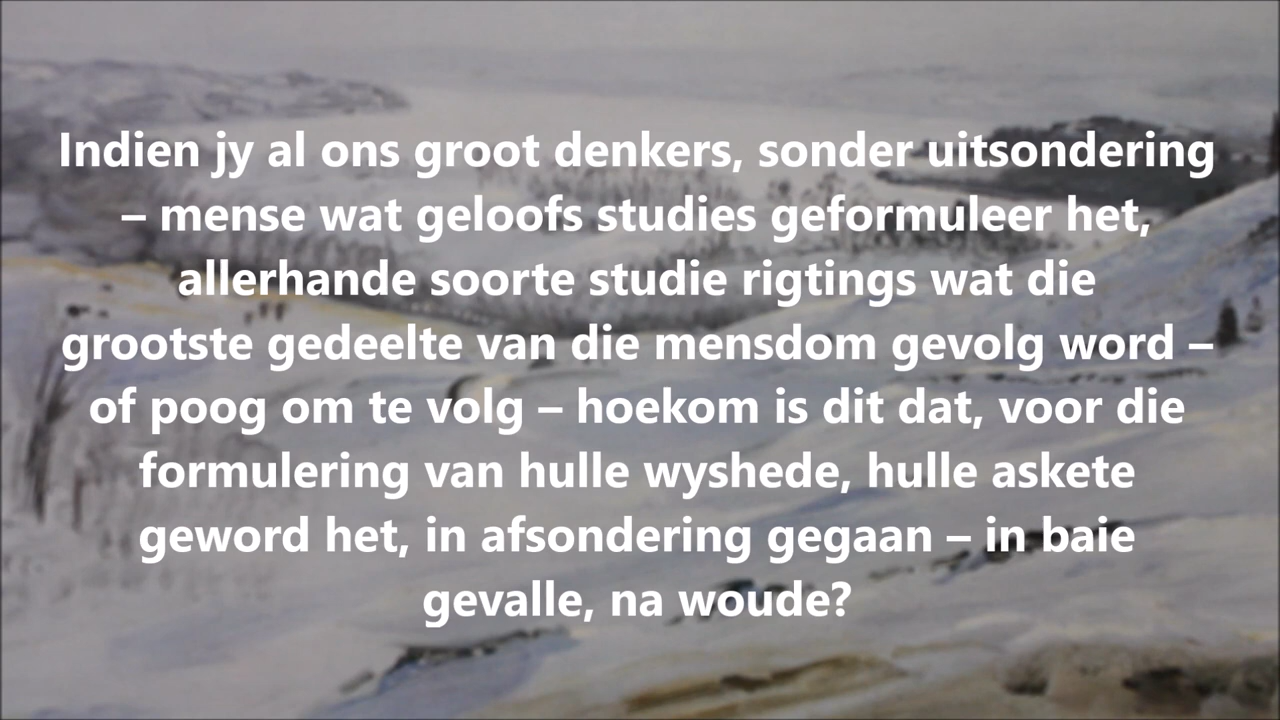 Indien jy al ons groot denkers, sonder uitsondering
– mense wat geloofs studies geformuleer het,
allerhande soorte studie rigtings wat die
grootste gedeelte van die mensdom gevolg word –
of poog om te volg – hoekom is dit dat, voor die
formulering van hulle wyshede, hulle askete
geword het, in afsondering gegaan – in baie
gevalle, na woude?